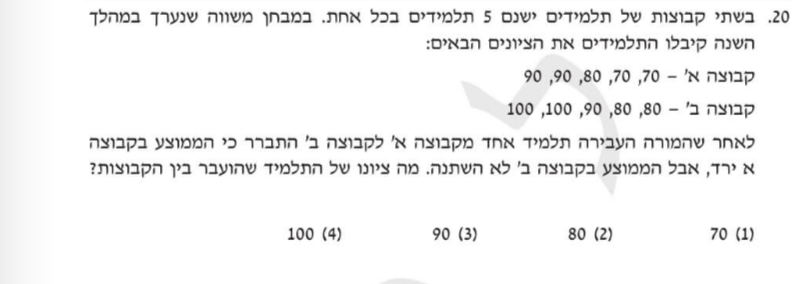 20. בשתי קבוצות של תלמידים ישנם 5 תלמידים בכל אחת. במבחן משווה שנערך במהלך
השנה קיבלו התלמידים את הציונים הבאים:
קבוצה א' – 70, 70, 80, 90, 90
קבוצה ב' – 80, 80, 90, 100, 100
לאחר שהמורה העבירה תלמיד אחד מקבוצה א' לקבוצה ב' התברר כי הממוצע בקבוצה
א ירד, אבל הממוצע בקבוצה ב' לא השתנה. מה ציונו של התלמיד שהועבר בין הקבוצות?
(1) 70 (2) 80 (3) 90 (4) 100